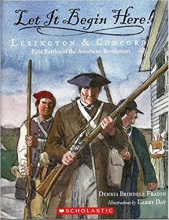 Let It Begin Here!
LEXINGTON & CONCORD
First Battles of the American Revolution
DENNIS BRINDELL FRADIN
Illustrations by LARRY DAY
SCHOLASTIC